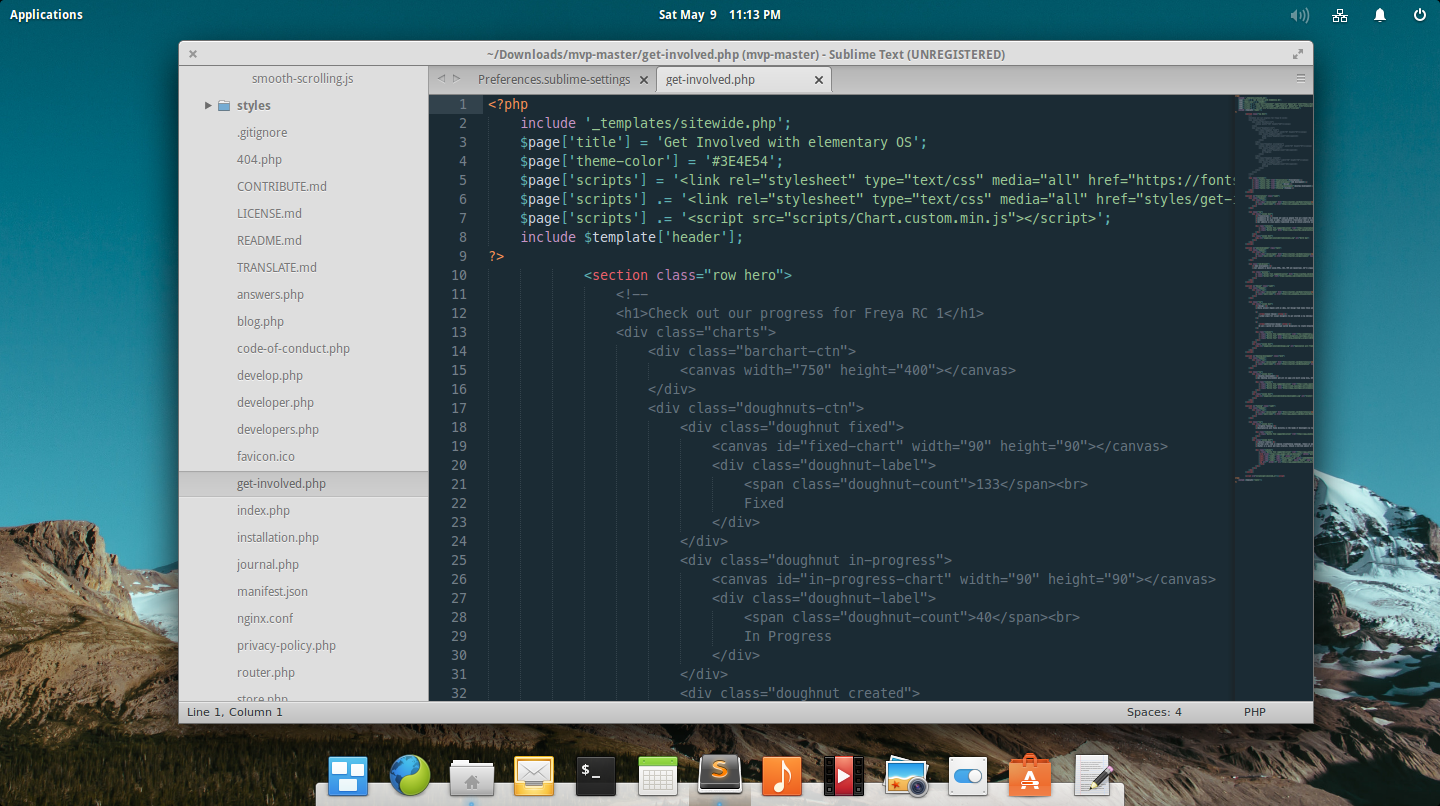 Applications
Sat May 9 11:13 PM
~/Downloads/mvp-master/get-involved.php (mvp-master) - Sublime Text (UNREGISTERED)
smooth-scrolling.js
styles
.gitignore
404.php
CONTRIBUTE.md
LICENSE.md
README.md
TRANSLATE.md
answers.php
blog.php
code-of-conduct.php
develop.php
developer.php
developers.php
favicon.ico
get-involved.php
index.php
installation.php
journal.php
manifest.json
nginx.conf
privacy-policy.php
router.php
store.php
Preferences.sublime-settings
get-involved.php
1 <?php
2     include '_templates/sitewide.php';
3     $page['title'] = 'Get Involved with elementary OS';
4     $page['theme-color'] = '#3E4E54';
5     $page['scripts'] = '<link rel="stylesheet" type="text/css" media="all" href="https://font
6     $page['scripts'] .= '<link rel="stylesheet" type="text/css" media="all" href="styles/get-
7     $page['scripts'] .= '<script src="scripts/Chart.custom.min.js"></script>';
8     include $template['header'];
9 ?>
10             <section class="row hero">
11                 <!--
12                 <h1>Check out our progress for Freya RC 1</h1>
13                 <div class="charts">
14                     <div class="barchart-ctn">
15                         <canvas width="750" height="400"></canvas>
16                     </div>
17                     <div class="doughnuts-ctn">
18                         <div class="doughnut fixed">
19                             <canvas id="fixed-chart" width="90" height="90"></canvas>
20                             <div class="doughnut-label">
21                                 <span class="doughnut-count">133</span><br>
22                                 Fixed
23                             </div>
24                         </div>
25                         <div class="doughnut in-progress">
26                             <canvas id="in-progress-chart" width="90" height="90"></canvas>
27                             <div class="doughnut-label">
28                                 <span class="doughnut-count">40</span><br>
29                                 In Progress
30                             </div>
31                         </div>
32                         <div class="doughnut created">
Line 1, Column 1
Spaces: 4
PHP
$_
S
A